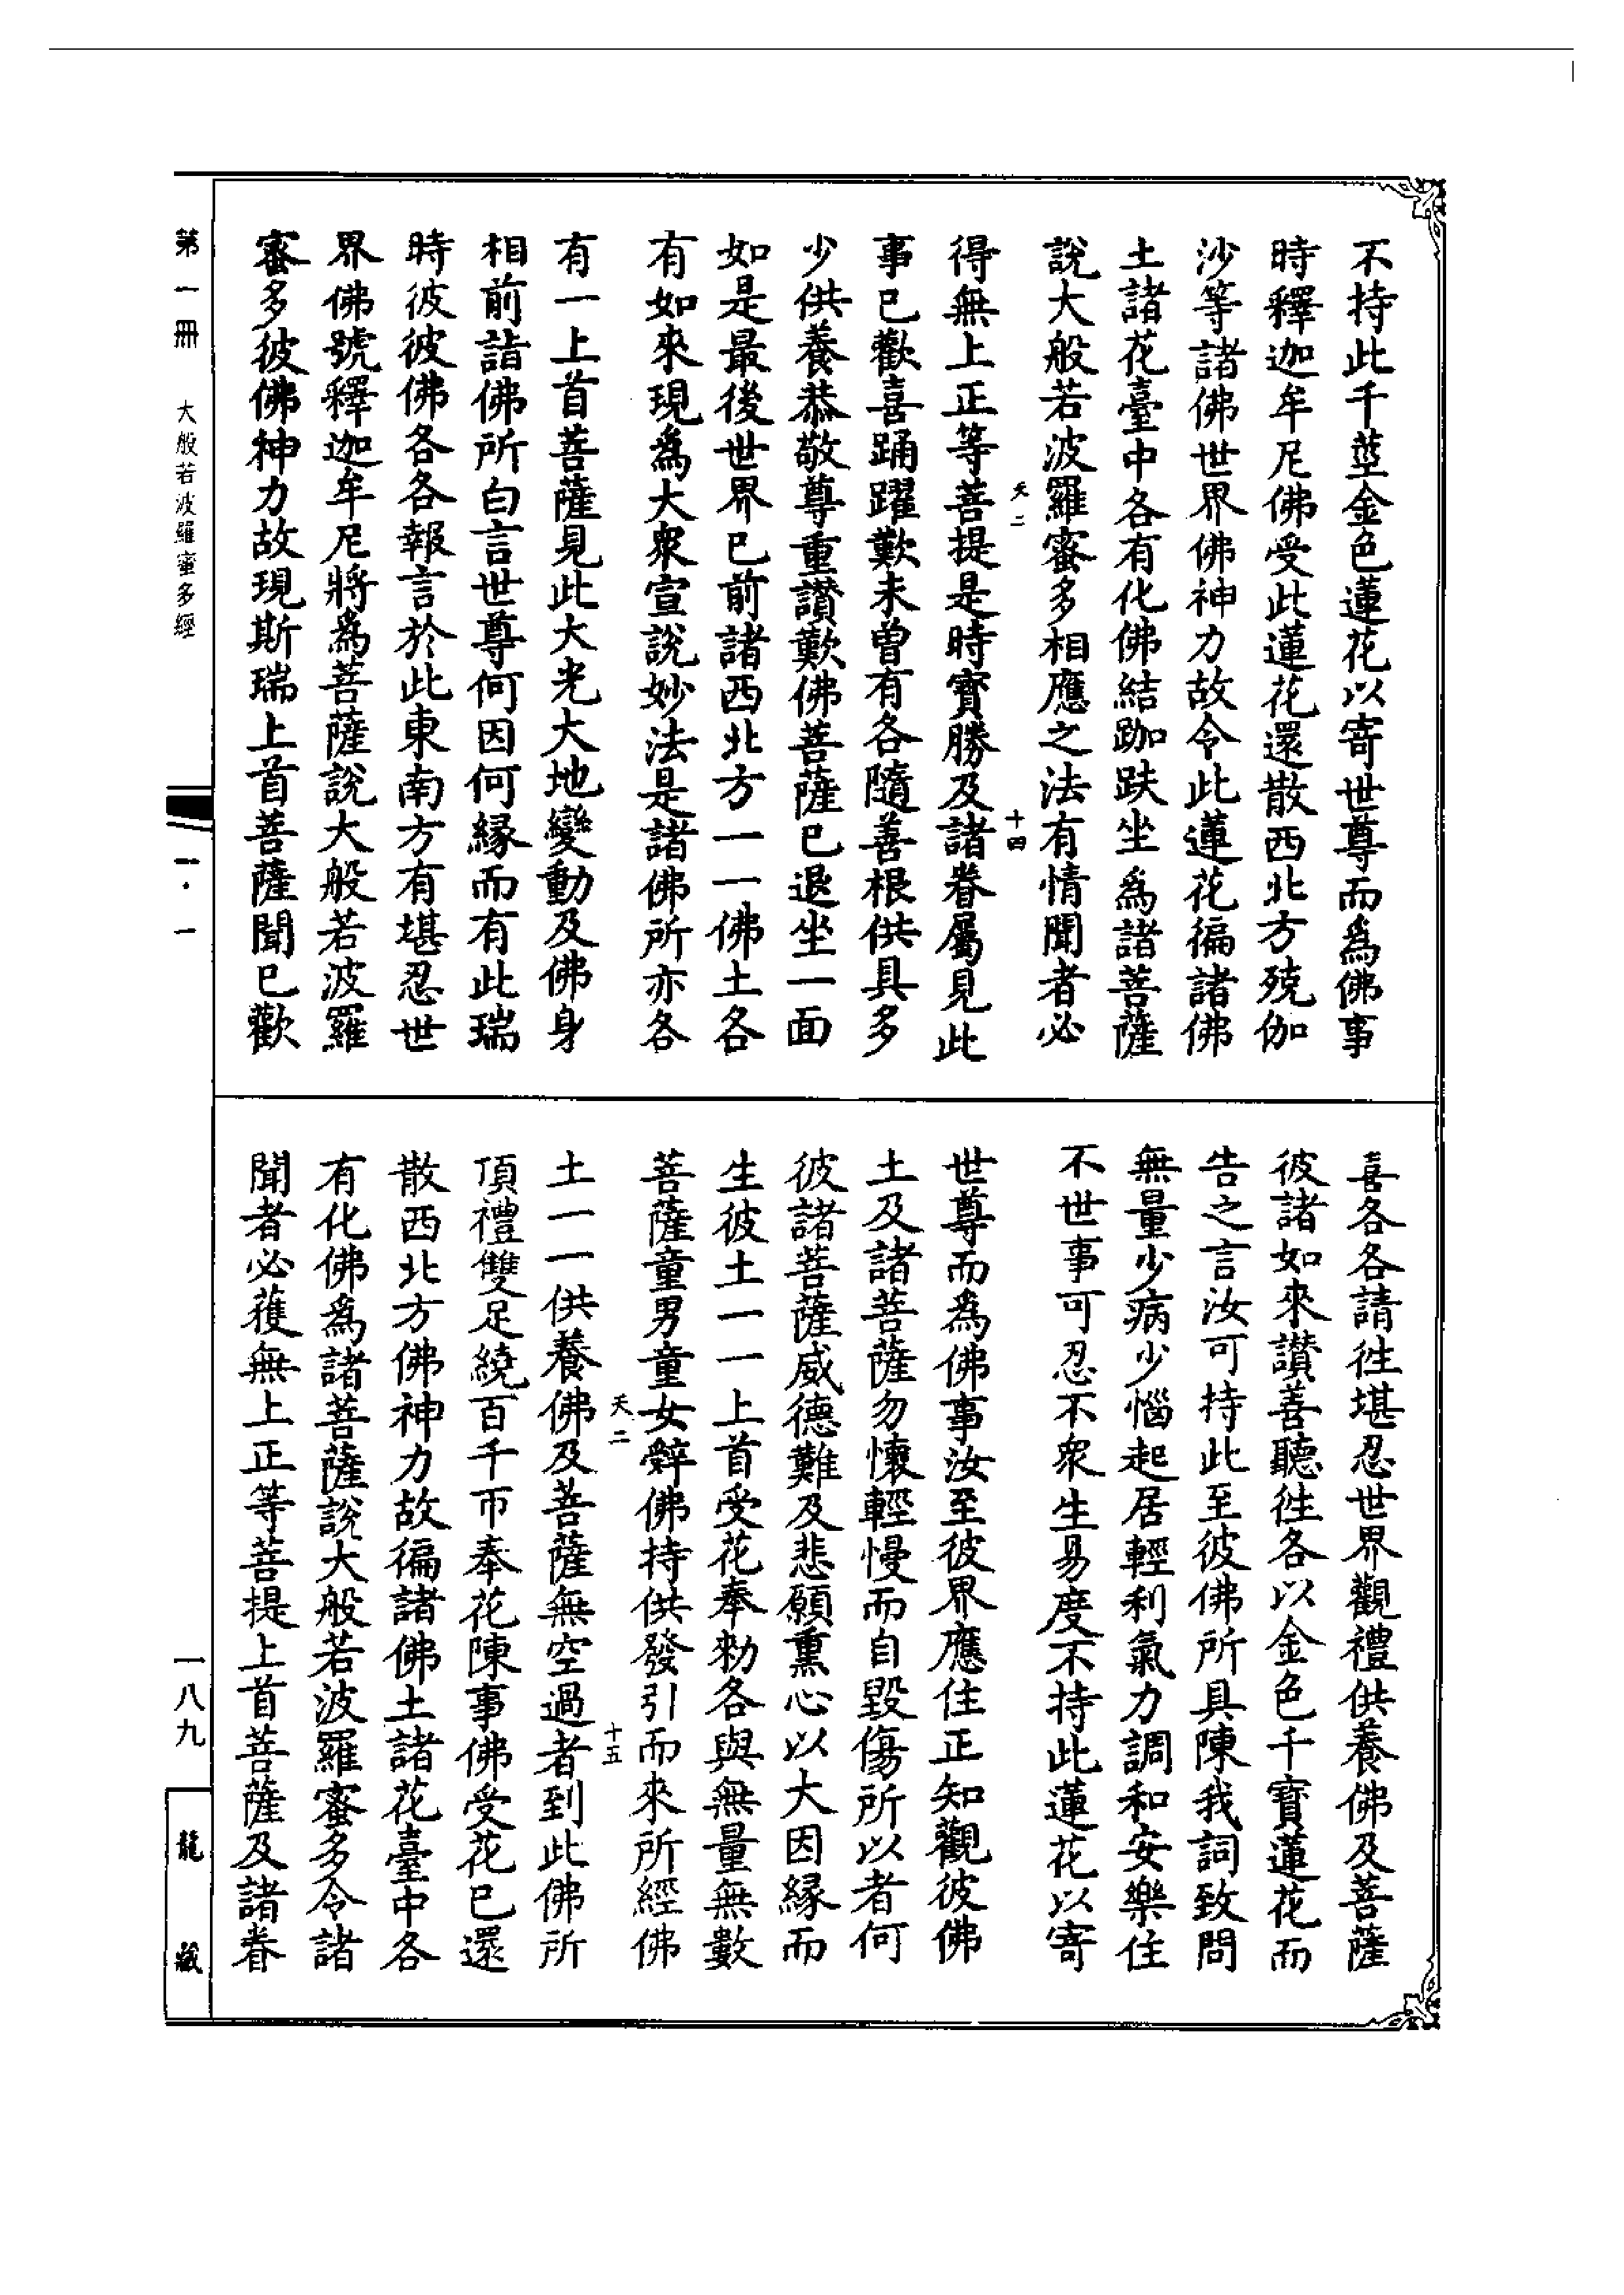 不持此千莖金色蓮花以寄世尊而爲佛事
時釋迦牟尼佛受此蓮花還散西北方殑伽
沙等諸佛世界佛神力故令此蓮花徧諸佛
土諸花臺中各有化佛結跏趺坐爲諸菩薩
說大般若波羅蜜多相應之法有情聞者必
天二
十四
得無上正等菩提是時寶勝及諸眷屬見此
事已歡喜踊躍歎未曾有各隨善根供具多
少供養恭敬尊重讃歎佛菩薩已退坐一面
如是最後世界已前諸西北方一一佛土各
有如來現爲大衆宣說妙法是諸佛所亦各
有一上首菩薩見此大光大地變動及佛身
相前詣佛所白言世尊何因何緣而有此瑞
時彼彼佛各各報言於此東南方有堪忍世
界佛號釋迦牟尼將爲菩薩說大般若波羅
蜜多彼佛神力故現斯瑞上首菩薩聞已歡
喜各各請徃堪忍世界觀禮供養佛及菩薩
彼諸如來讃善聽徃各以金色千寶蓮花而
告之言汝可持此至彼佛所具陳我詞致問
無量少病少惱起居輕利氣力調和安樂住
不世事可忍不衆生易度不持此蓮花以寄
世尊而爲佛事汝至彼界應住正知觀彼佛
土及諸菩薩勿懷輕慢而自毀傷所以者何
彼諸菩薩威德難及悲願熏心以大因緣而
生彼土一一上首受花奉勑各與無量無數
菩薩童男童女辭佛持供發引而來所經佛
天二
十五
土一一供養佛及菩薩無空過者到此佛所
頂禮雙足繞百千帀奉花陳事佛受花已還
散西北方佛神力故徧諸佛土諸花臺中各
有化佛爲諸菩薩說大般若波羅蜜多令諸
聞者必獲無上正等菩提上首菩薩及諸眷
第一冊 大般若波羅蜜多經
一·一
一八九
龍藏